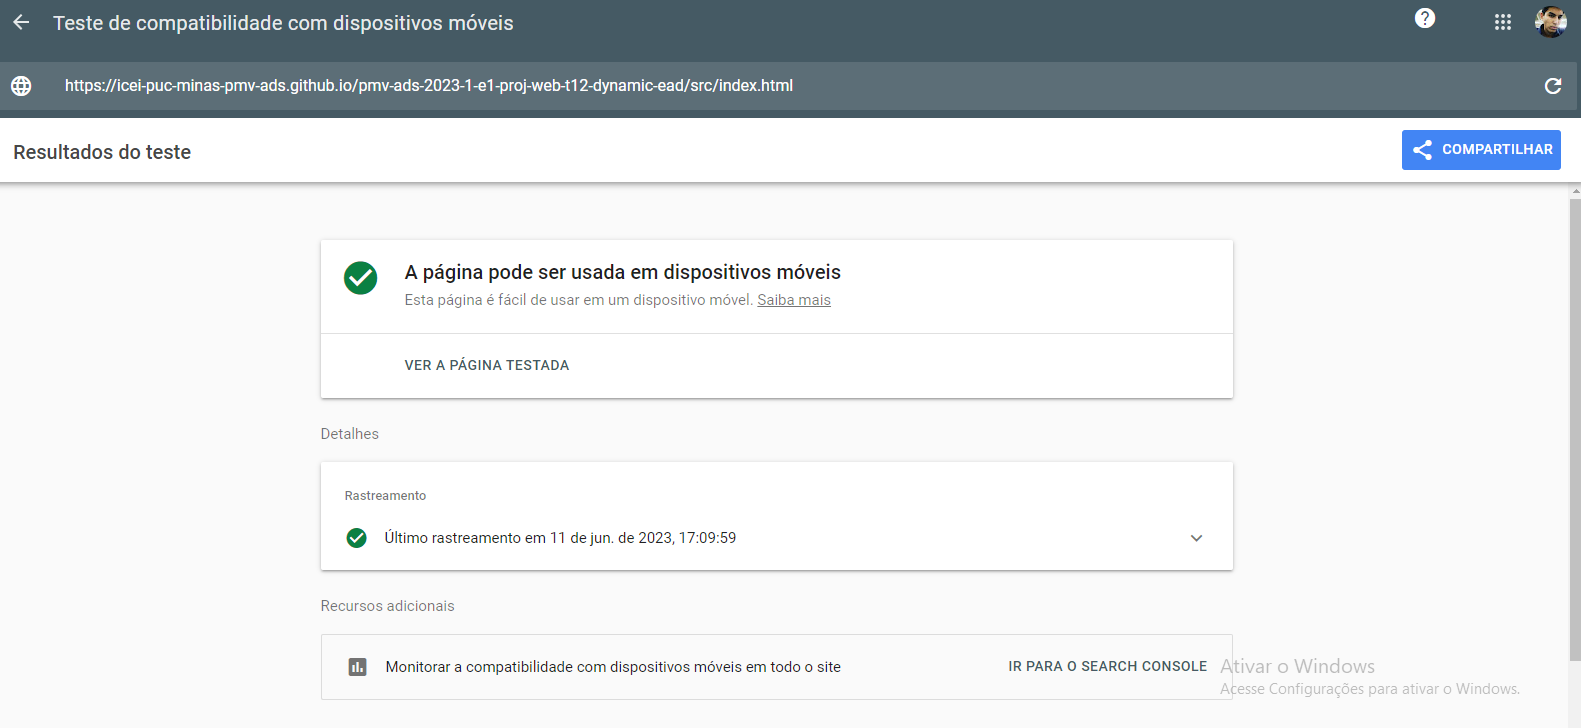 Teste de compatibilidade com dispositivos móveis
https://icei-puc-minas-pmv-ads.github.io/pmv-ads-2023-1-e1-proj-web-t12-dynamic-ead/src/index.html
Resultados do teste
COMPARTILHAR
A página pode ser usada em dispositivos móveis
Esta página é fácil de usar em um dispositivo móvel. Saiba mais
VER A PÁGINA TESTADA
Detalhes
Rastreamento
Último rastreamento em 11 de jun. de 2023, 17:09:59
Recursos adicionais
Monitorar a compatibilidade com dispositivos móveis em todo o site
IR PARA O SEARCH CONSOLE
Ativar o Windows
Acesse Configurações para ativar o Windows.